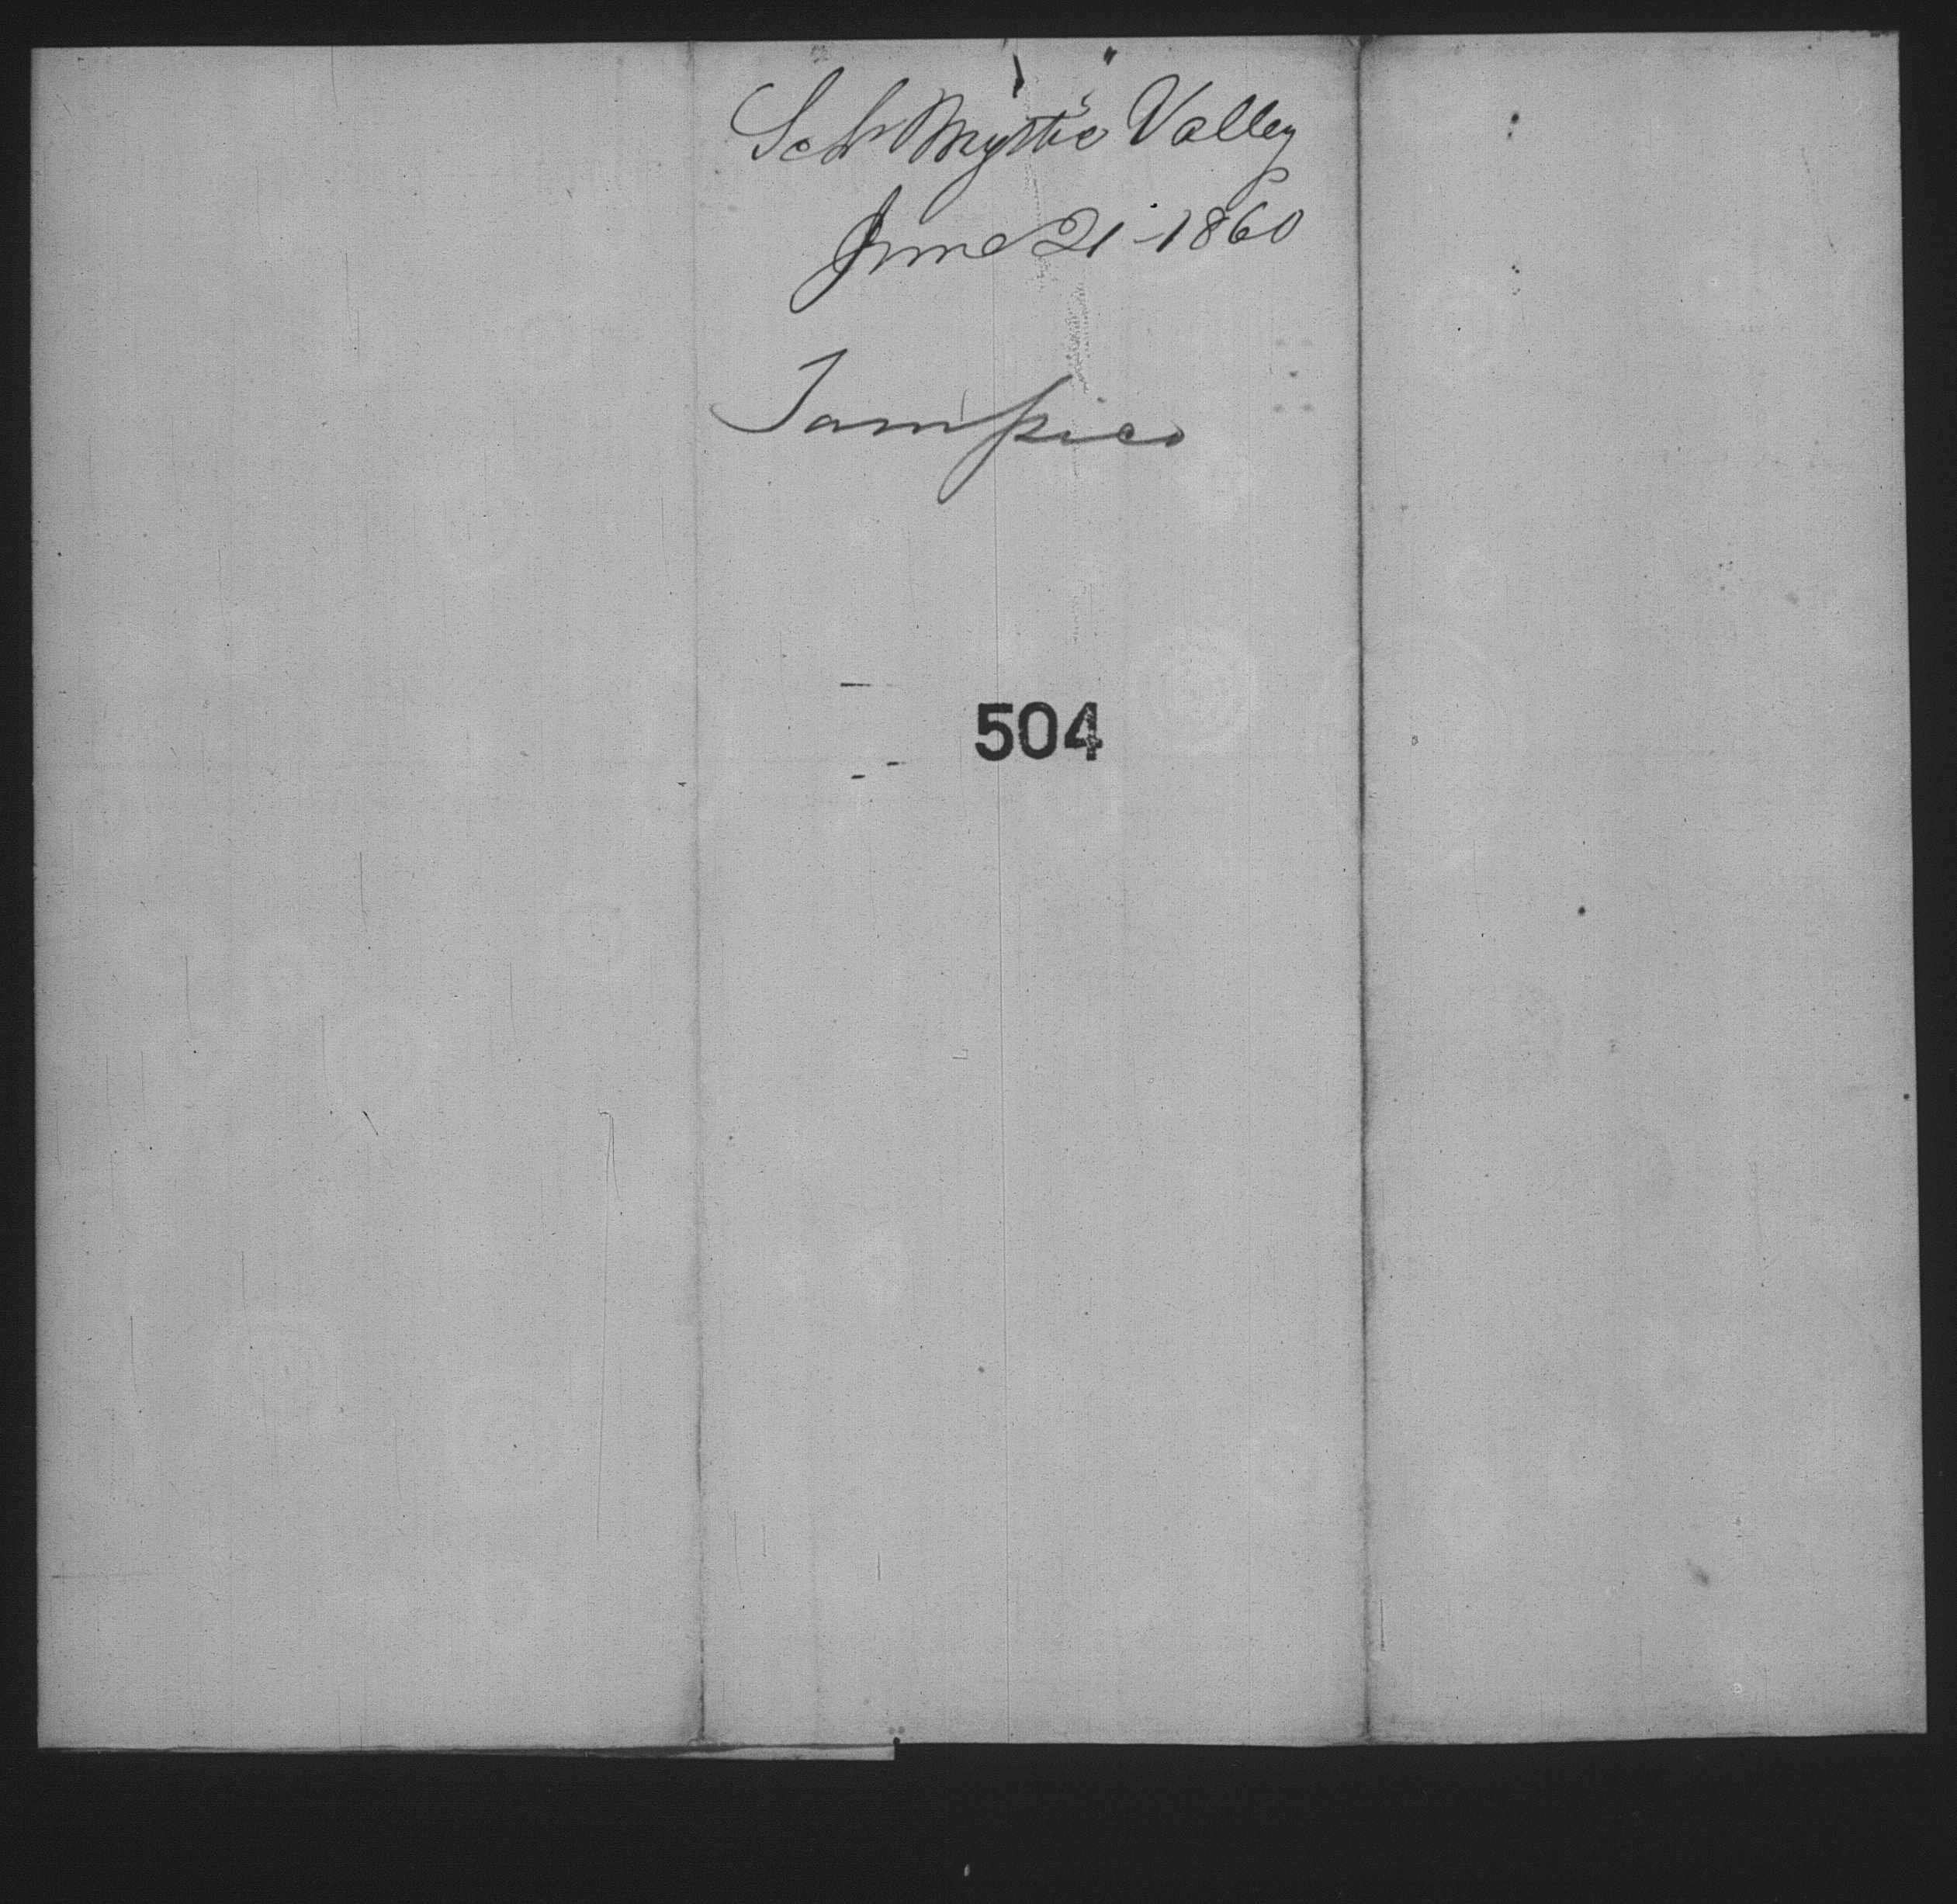 Sch Mystic Valley
June 21 - 1860
Tampico
504